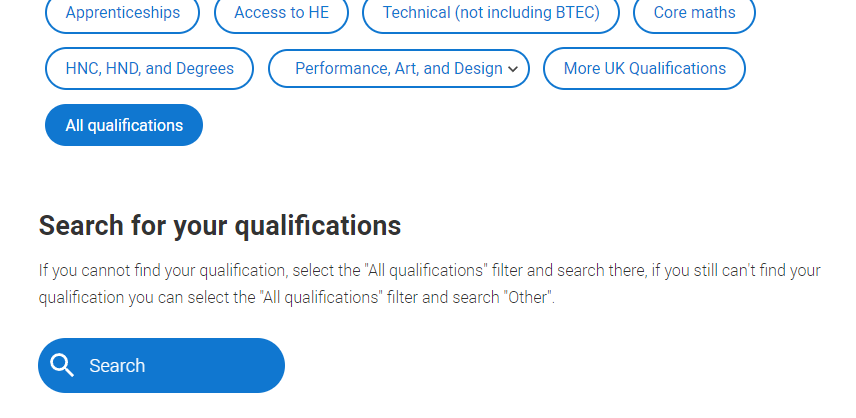 Apprenticeships Access to HE Technical (not including BTEC) Core maths
HNC, HND, and Degrees Performance, Art, and Design More UK Qualifications
All qualifications
Search for your qualifications
If you cannot find your qualification, select the "All qualifications" filter and search there, if you still can't find your
qualification you can select the "All qualifications" filter and search "Other".
Search